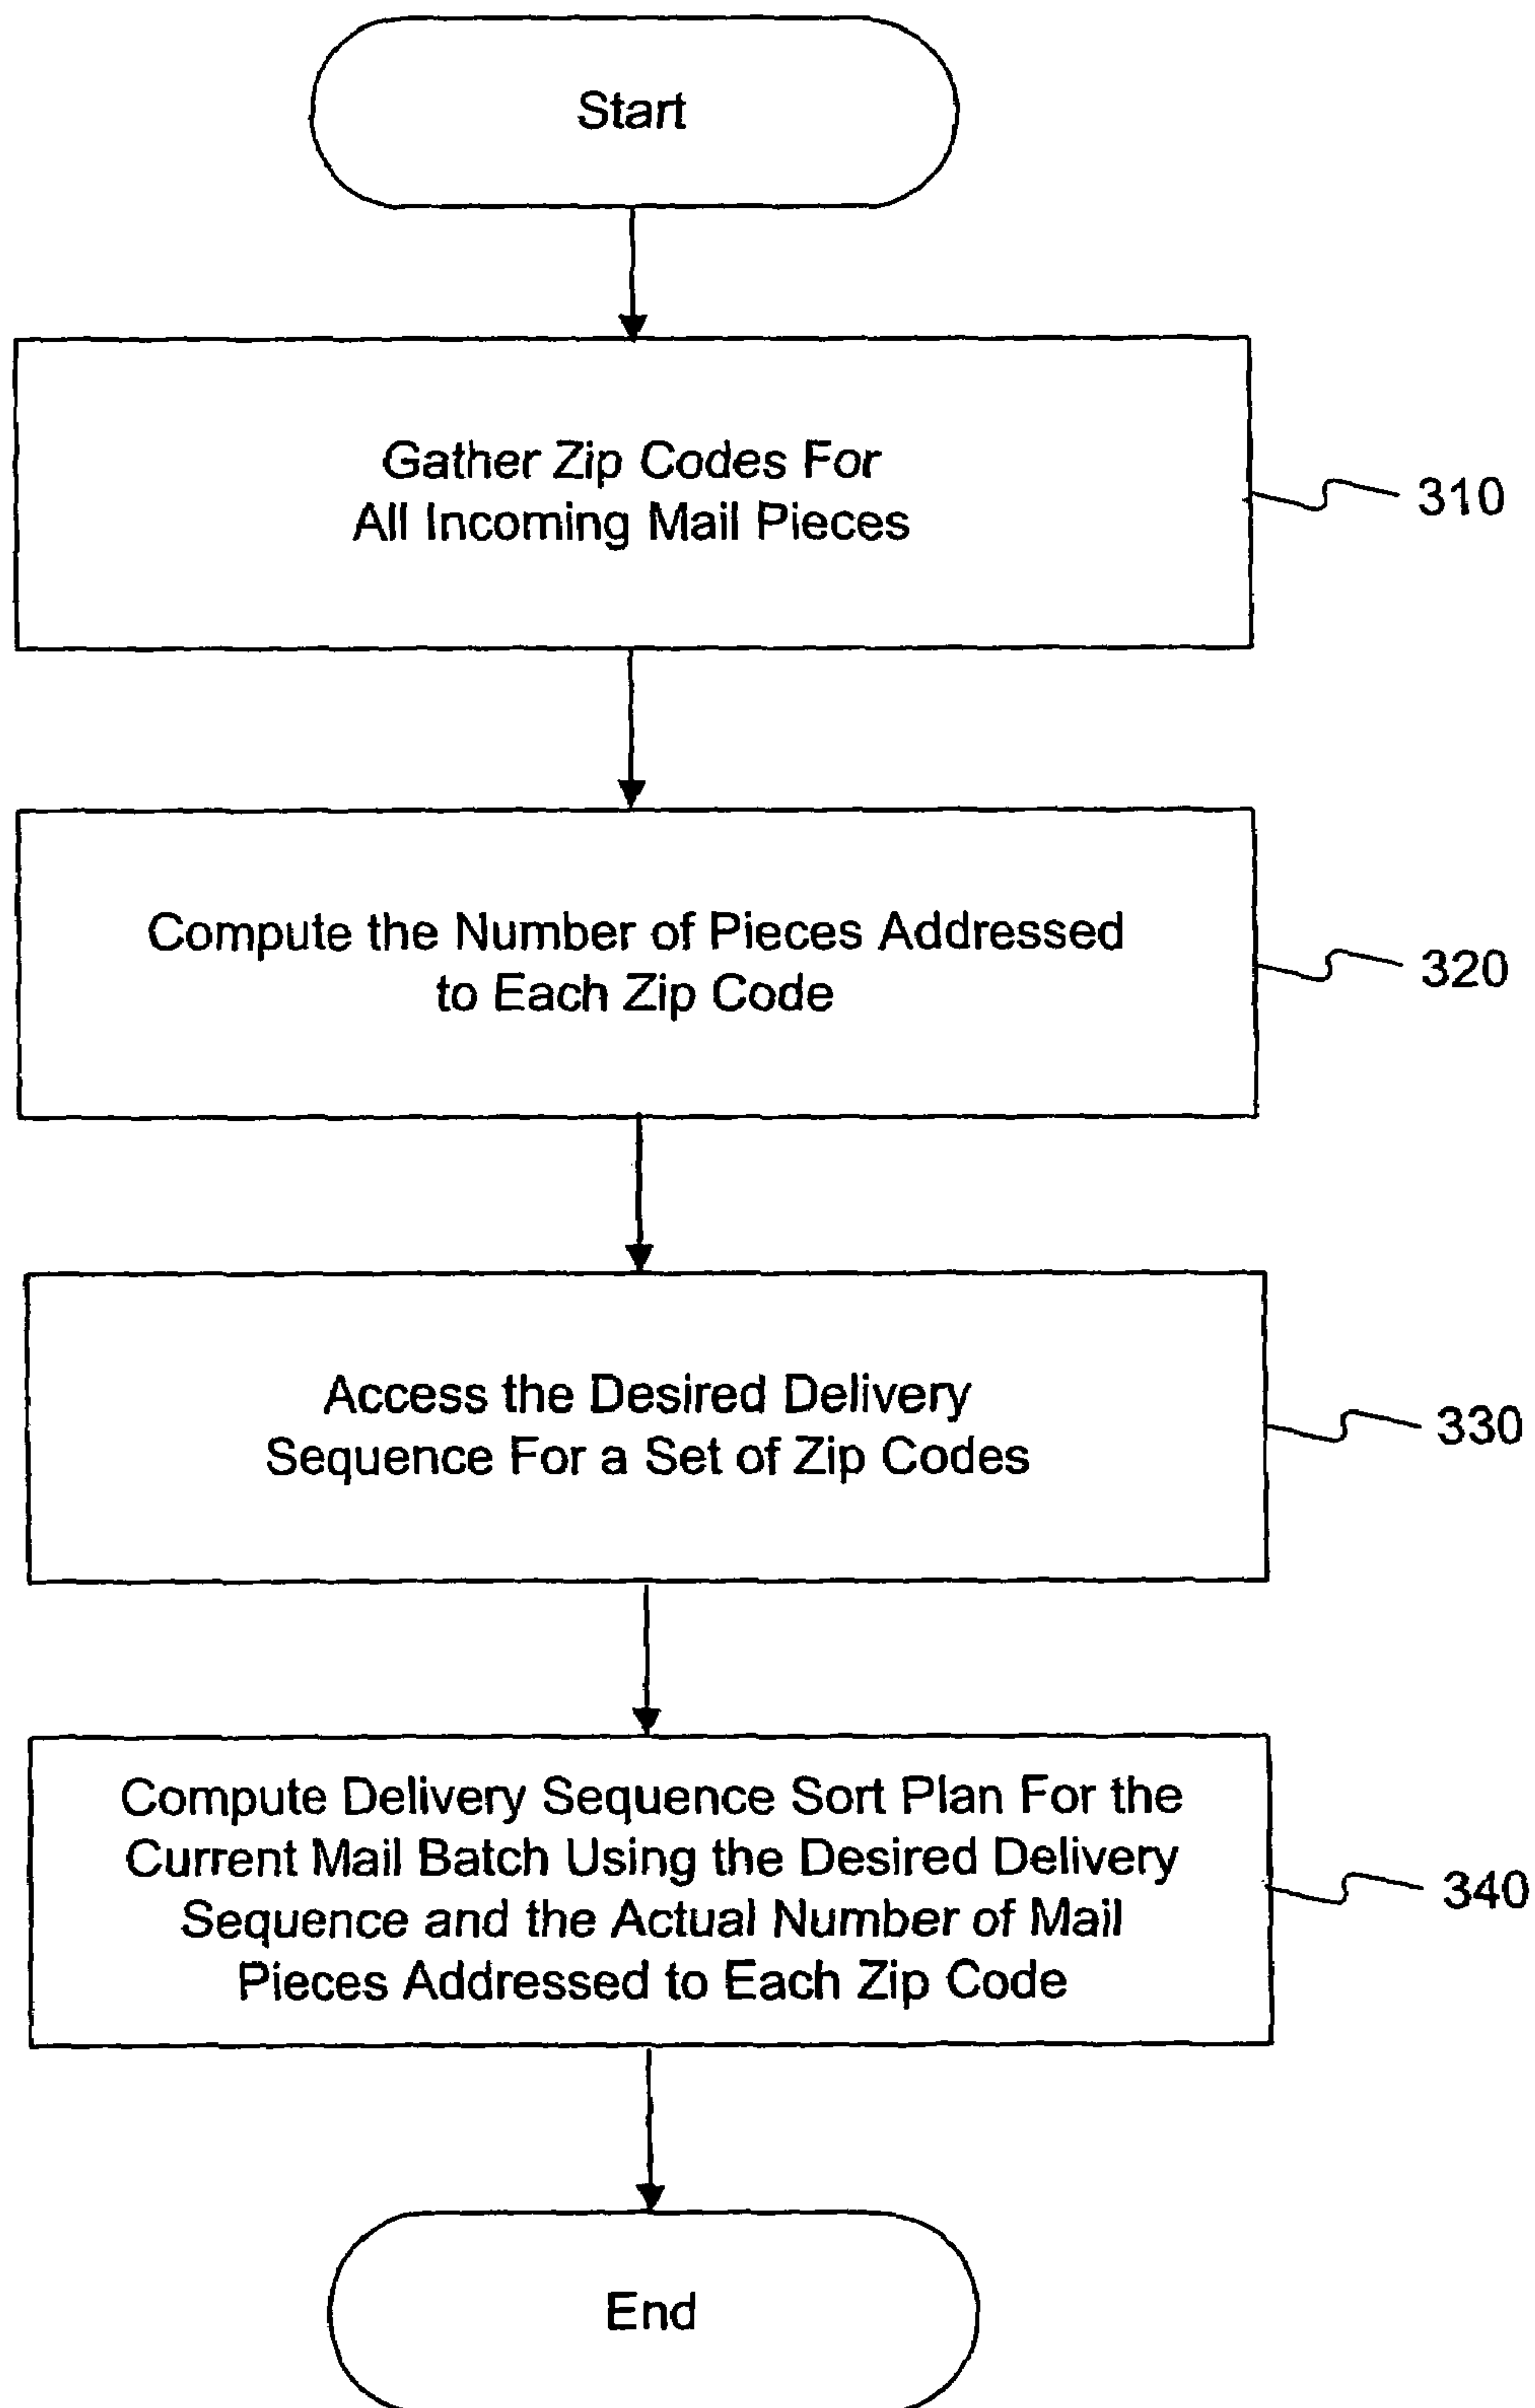 Start
Gather Zip Codes For
All Incoming Mail Pieces
310
Compute the Number of Pieces Addressed
to Each Zip Code
320
Access the Desired Delivery
Sequence For a Set of Zip Codes
330
Compute Delivery Sequence Sort Plan For the
Current Mail Batch Using the Desired Delivery
Sequence and the Actual Number of Mail
Pieces Addressed to Each Zip Code
340
End